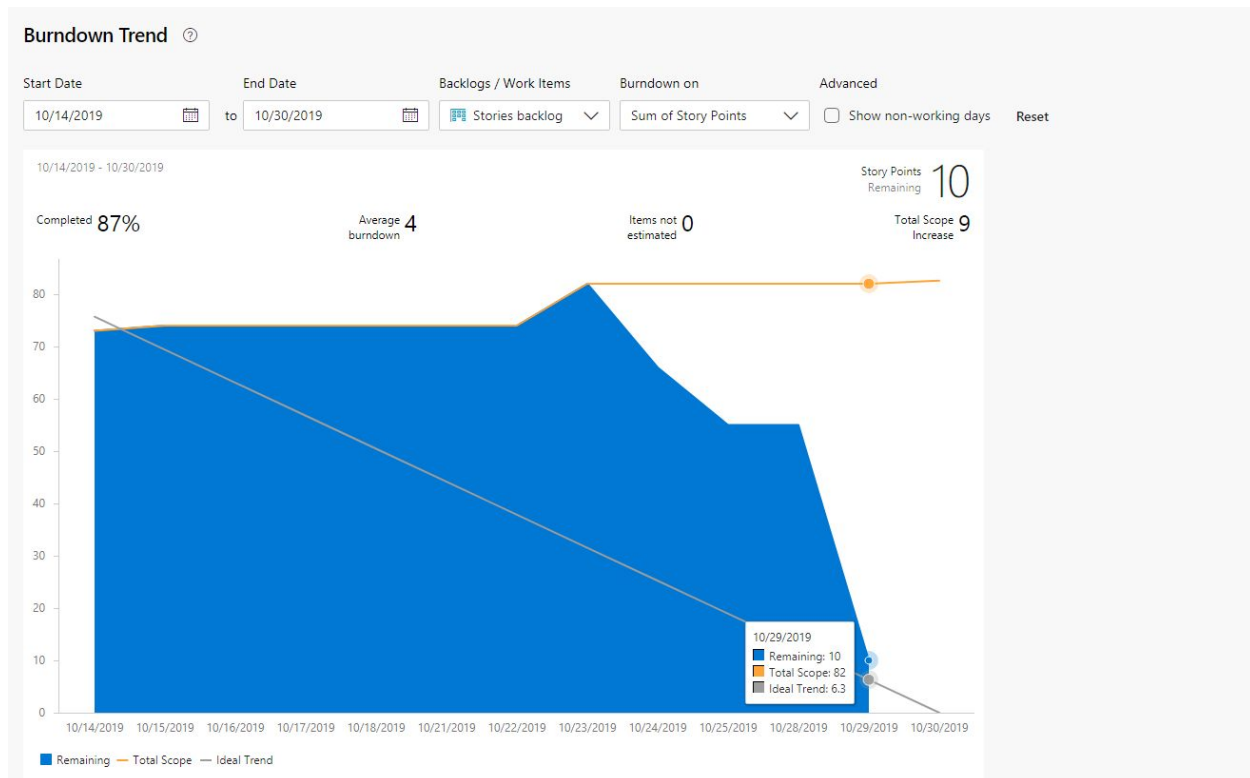 Burndown Trend ?
Start Date End Date Backlogs / Work Items Burndown on Advanced
10/14/2019 to 10/30/2019 Stories backlog Sum of Story Points Show non-working days Reset
10/14/2019 - 10/30/2019
Story Points
Remaining 10
Completed 87%
Average
burndown 4
Items not
estimated 0
Total Scope
Increase 9
80
70
60
50
40
30
20
10
0
10/29/2019
Remaining: 10
Total Scope: 82
Ideal Trend: 6.3
10/14/2019 10/15/2019 10/16/2019 10/17/2019 10/18/2019 10/21/2019 10/22/2019 10/23/2019 10/24/2019 10/25/2019 10/28/2019 10/29/2019 10/30/2019
Remaining Total Scope Ideal Trend